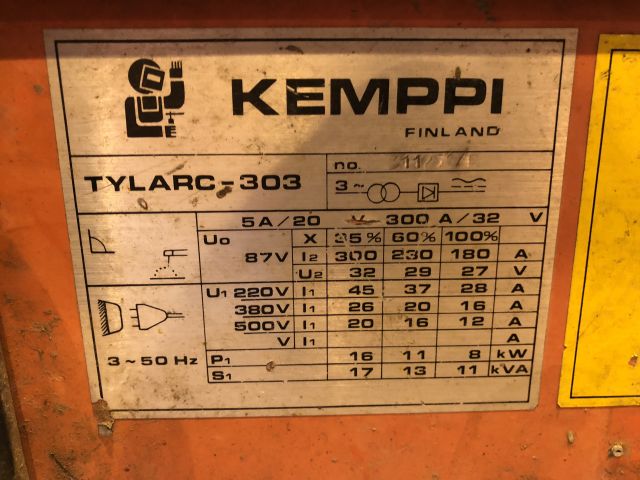 KEMPPI
FINLAND
TYLARC-303
no.
3~
5A/20 V- 300 A/32 V
U0 X 35% 60% 100%
87V I2 300 230 180 A
U2 32 29 27 V
U1 220V I1 45 37 28 A
380V I1 26 20 16 A
500V I1 20 16 12 A
V I1 A
3~50 Hz P1 16 11 8 kW
S1 17 13 11 kVA